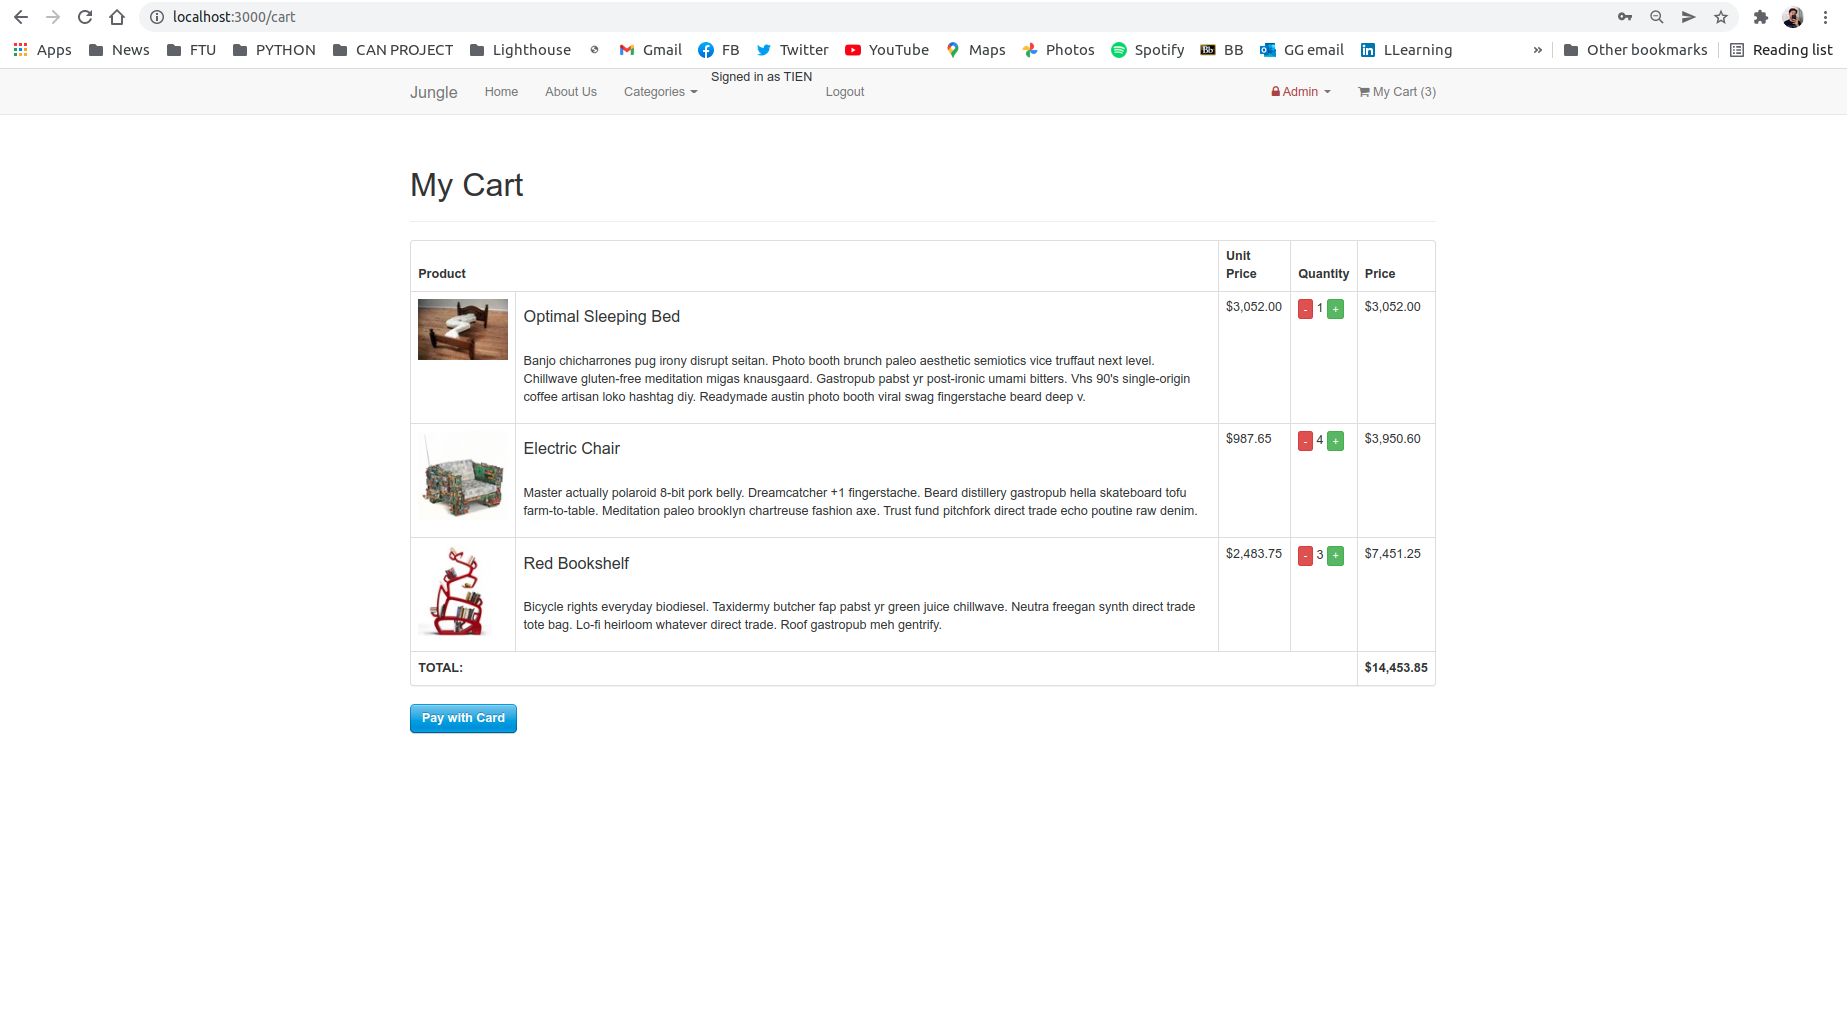 localhost:3000/cart
Apps News FTU PYTHON CAN PROJECT Lighthouse Gmail FB Twitter YouTube Maps Photos Spotify Bb BB GG email LLearning » Other bookmarks Reading list
Jungle Home About Us Categories Signed in as TIEN Logout Admin My Cart (3)
My Cart
Product Unit Price Quantity Price
Optimal Sleeping Bed $3,052.00 - 1 + $3,052.00
Banjo chicharrones pug irony disrupt seitan. Photo booth brunch paleo aesthetic semiotics vice truffaut next level.
Chillwave gluten-free meditation migas knausgaard. Gastropub pabst yr post-ironic umami bitters. Vhs 90's single-origin
coffee artisan loko hashtag diy. Readymade austin photo booth viral swag fingerstache beard deep v.
Electric Chair $987.65 - 4 + $3,950.60
Master actually polaroid 8-bit pork belly. Dreamcatcher +1 fingerstache. Beard distillery gastropub hella skateboard tofu
farm-to-table. Meditation paleo brooklyn chartreuse fashion axe. Trust fund pitchfork direct trade echo poutine raw denim.
Red Bookshelf $2,483.75 - 3 + $7,451.25
Bicycle rights everyday biodiesel. Taxidermy butcher fap pabst yr green juice chillwave. Neutra freegan synth direct trade
tote bag. Lo-fi heirloom whatever direct trade. Roof gastropub meh gentrify.
TOTAL: $14,453.85
Pay with Card